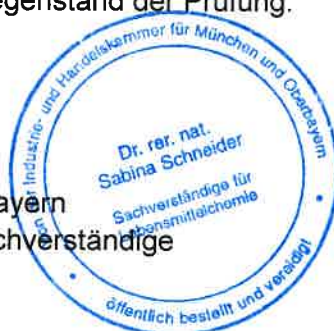 egenstand der Prüfung.
der Industrie- und Handelskammer für München und Oberbayern
Dr. rer. nat.
Sabina Schneider
Sachverständige für
Lebensmittelchemie
öffentlich bestellt und vereidigt
ayern
chverständige